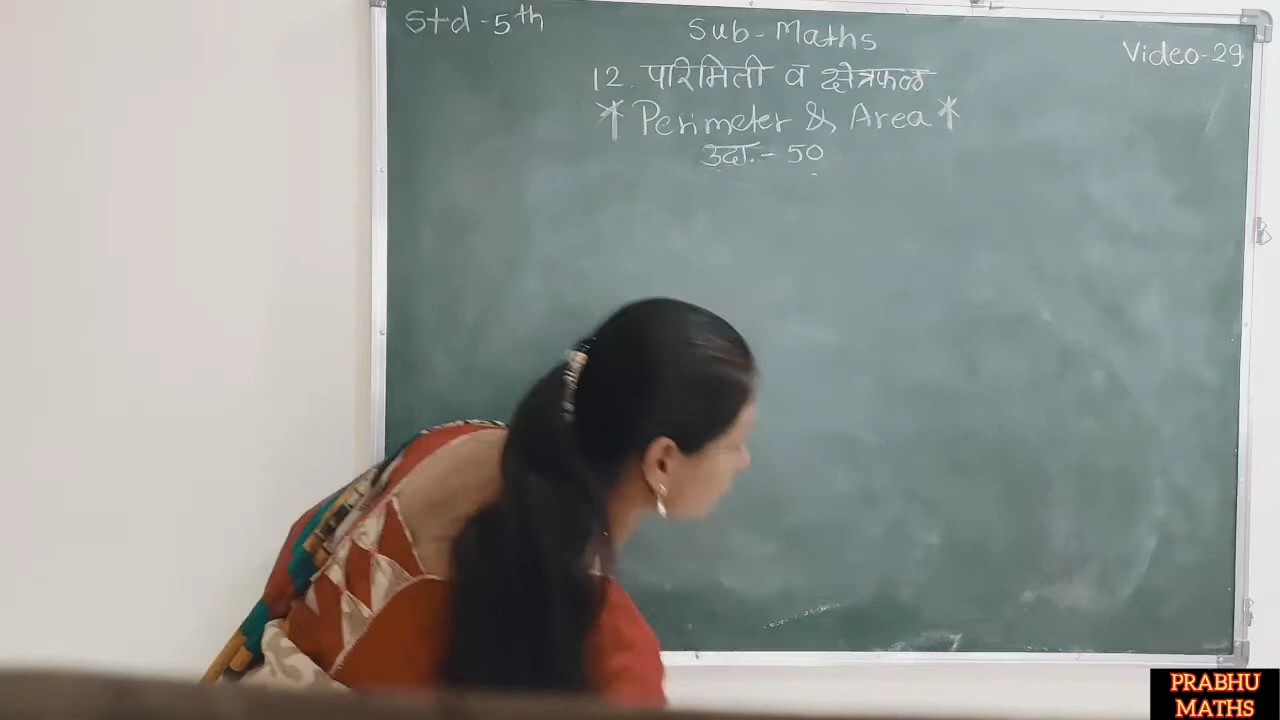 Std-5th
Sub-Maths
Video-29
12. परिमिती व क्षेत्रफळ
* Perimeter & Area *
उदा.- 50
PRABHU
MATHS